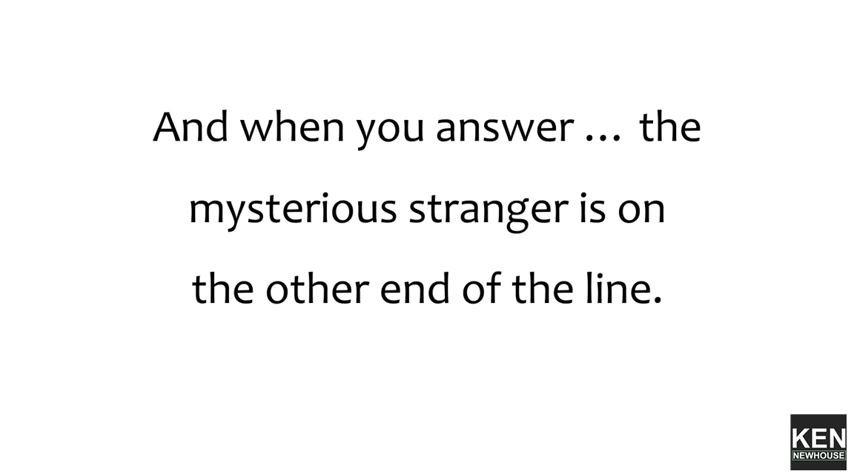 And when you answer ... the
mysterious stranger is on
the other end of the line.
KEN
NEWHOUSE